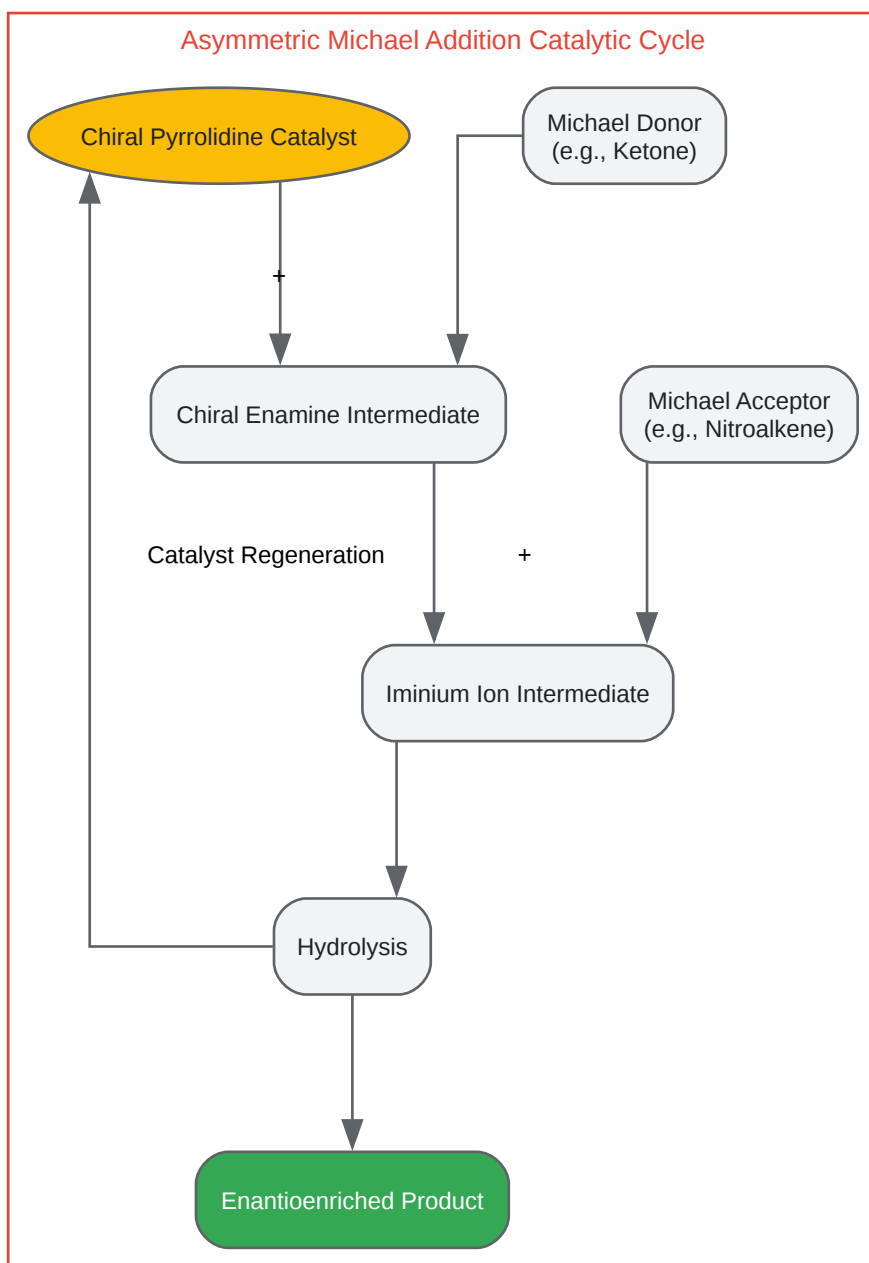 Asymmetric Michael Addition Catalytic Cycle
Chiral Pyrrolidine Catalyst
Michael Donor
(e.g., Ketone)
+
Chiral Enamine Intermediate
Michael Acceptor
(e.g., Nitroalkene)
Catalyst Regeneration
+
Iminium Ion Intermediate
Hydrolysis
Enantioenriched Product